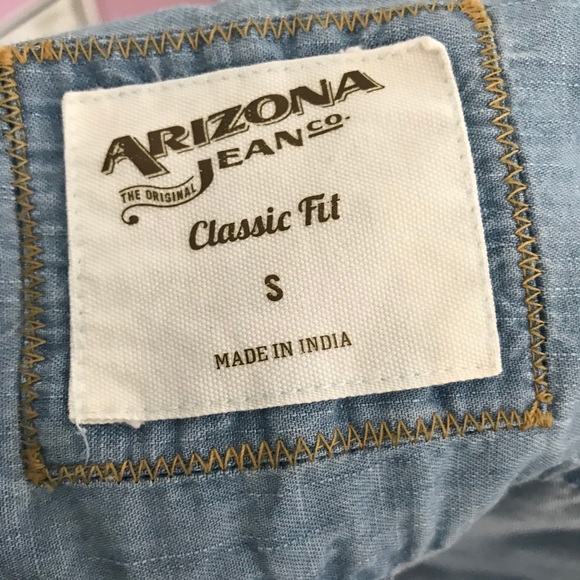 ARIZONA
JEAN CO.
THE ORIGINAL
Classic Fit
S
MADE IN INDIA